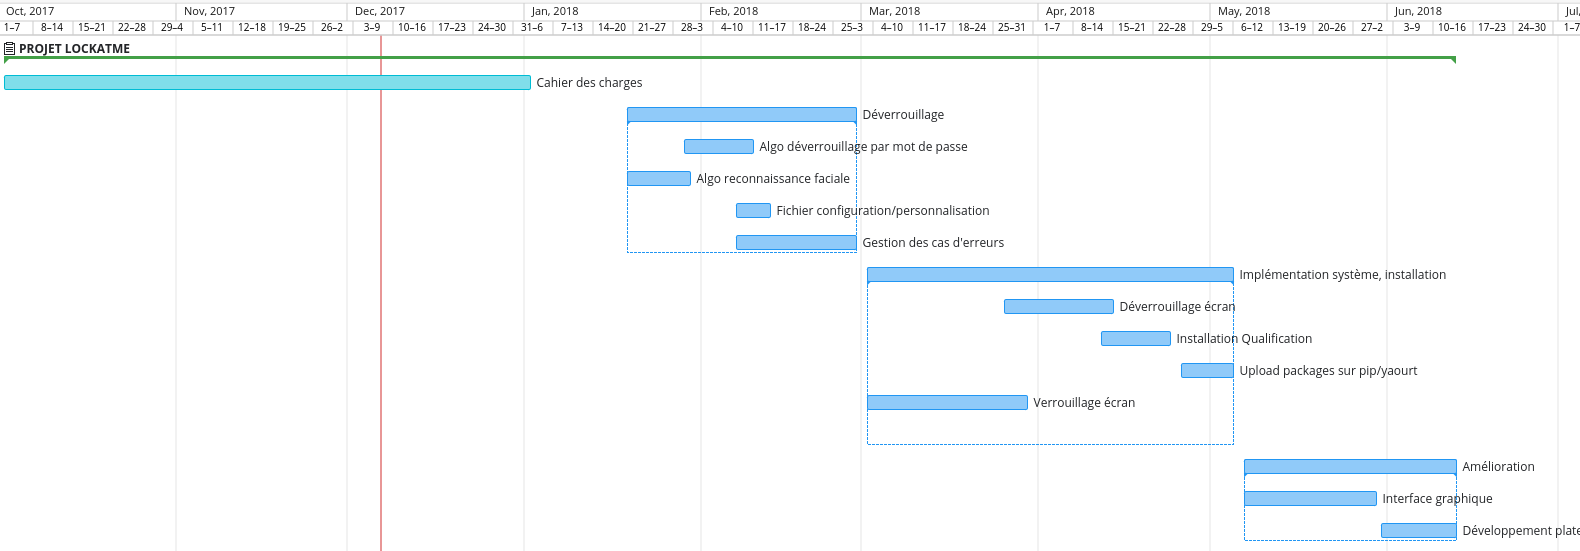 Oct, 2017 Nov, 2017 Dec, 2017 Jan, 2018 Feb, 2018 Mar, 2018 Apr, 2018 May, 2018 Jun, 2018 Jul,
1–7 8–14 15–21 22–28 29–4 5–11 12–18 19–25 26–2 3–9 10–16 17–23 24–30 31–6 7–13 14–20 21–27 28–3 4–10 11–17 18–24 25–3 4–10 11–17 18–24 25–31 1–7 8–14 15–21 22–28 29–5 6–12 13–19 20–26 27–2 3–9 10–16 17–23 24–30 1–7
PROJET LOCKATME
Cahier des charges
Déverrouillage
Algo déverrouillage par mot de passe
Algo reconnaissance faciale
Fichier configuration/personnalisation
Gestion des cas d'erreurs
Implémentation système, installation
Déverrouillage écran
Installation Qualification
Upload packages sur pip/yaourt
Verrouillage écran
Amélioration
Interface graphique
Développement plate